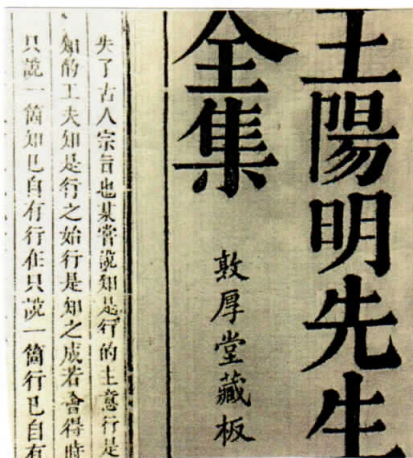 王陽明先生
全集
敦厚堂藏板
失了古人宗旨也某嘗說知是行的主意行是
知的工夫知是行之始行是知之成若會得時
只說一箇知已自有行在只說一箇行已自有